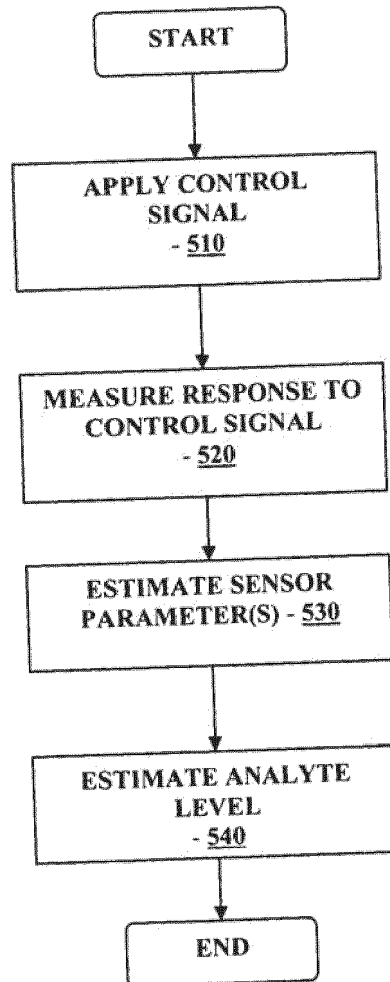 START
APPLY CONTROL
SIGNAL
- 510
MEASURE RESPONSE TO
CONTROL SIGNAL
- 520
ESTIMATE SENSOR
PARAMETER(S) - 530
ESTIMATE ANALYTE
LEVEL
- 540
END